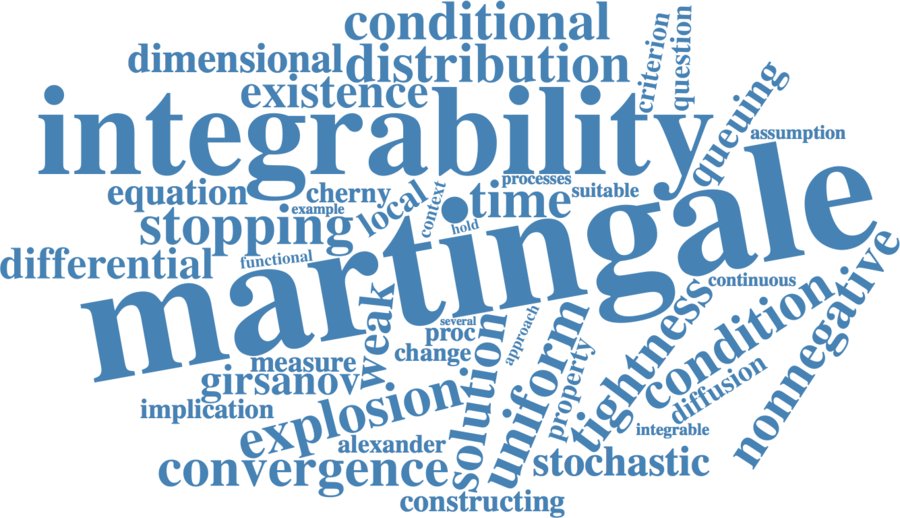 conditional
criterion
question
dimensional
distribution
existence
integrability
queuing
assumption
equation
cherny
processes
suitable
example
local
context
time
stopping
hold
martingale
differential
functional
continuous
nonnegative
weak
several
proc
solution
approach
uniform
tightness
condition
change
measure
girsanov
property
diffusion
implication
explosion
integrable
alexander
convergence
stochastic
constructing